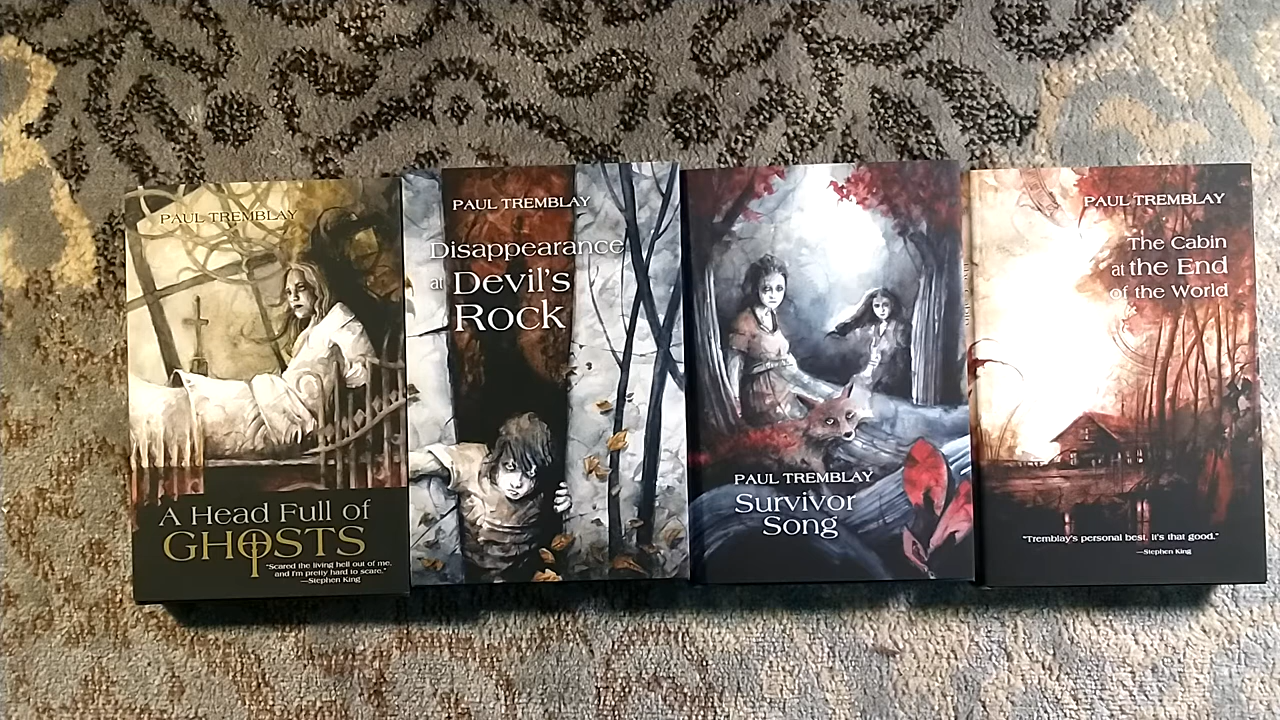 PAUL TREMBLAY
A Head Full of
GHOSTS
"Scared the living hell out of me,
and I'm pretty hard to scare."
—Stephen King
PAUL TREMBLAY
Disappearance
at Devil's
Rock
PAUL TREMBLAY
Survivor
Song
PAUL TREMBLAY
The Cabin
at the End
of the World
"Tremblay's personal best. It's that good."
—Stephen King